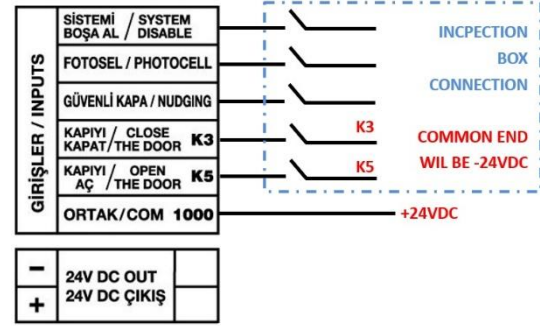 GİRİŞLER / INPUTS
SİSTEMİ / SYSTEM
BOŞA AL / DISABLE
FOTOSEL / PHOTOCELL
GÜVENLİ KAPA / NUDGING
KAPIYI / CLOSE
KAPAT / THE DOOR K3
KAPIYI / OPEN
AÇ / THE DOOR K5
ORTAK/COM 1000
INCPECTION
BOX
CONNECTION
K3
COMMON END
K5
WIL BE -24VDC
+24VDC
−
24V DC OUT
+
24V DC ÇIKIŞ